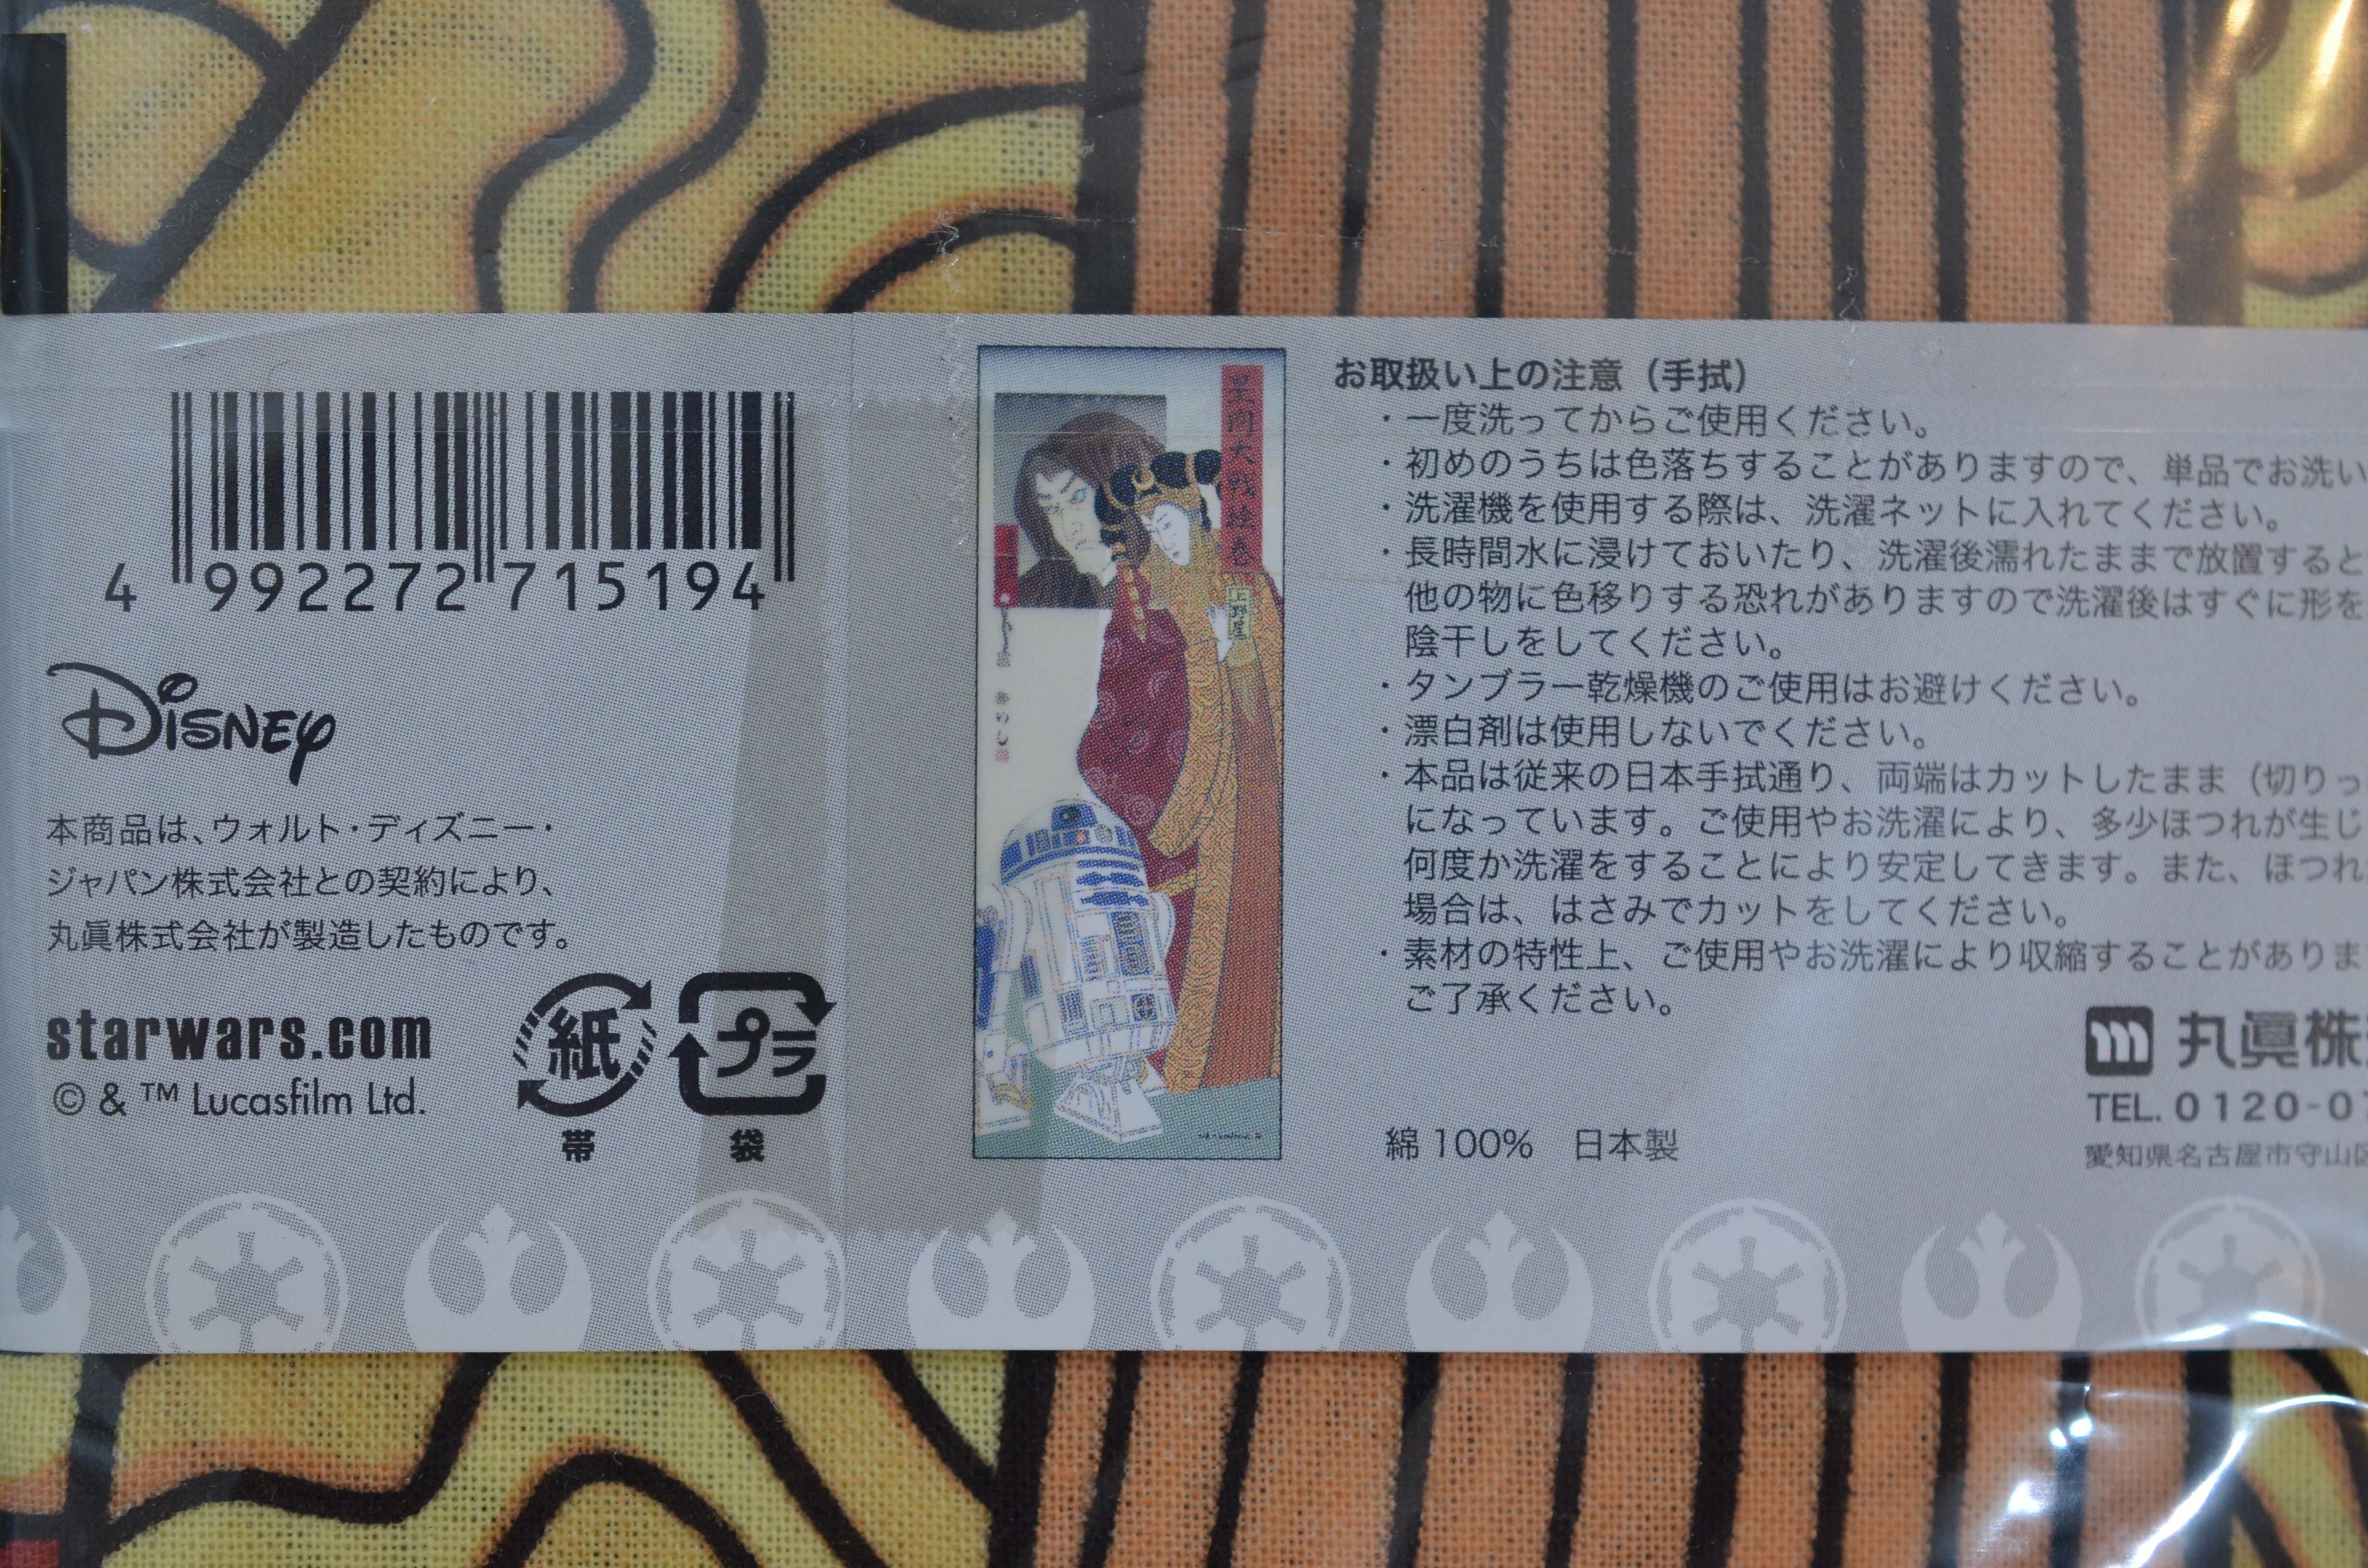 4 992272 715194
Disney
本商品は、ウォルト・ディズニー・
ジャパン株式会社との契約により、
丸眞株式会社が製造したものです。
starwars.com
© & ™ Lucasfilm Ltd.
紙
帯
プラ
袋
星間大戦絵巻
上野屋
お取扱い上の注意（手拭）
・一度洗ってからご使用ください。
・初めのうちは色落ちすることがありますので、単品でお洗い
・洗濯機を使用する際は、洗濯ネットに入れてください。
・長時間水に浸けておいたり、洗濯後濡れたままで放置すると
他の物に色移りする恐れがありますので洗濯後はすぐに形を
陰干しをしてください。
・タンブラー乾燥機のご使用はお避けください。
・漂白剤は使用しないでください。
・本品は従来の日本手拭通り、両端はカットしたまま（切りっ
になっています。ご使用やお洗濯により、多少ほつれが生じ
何度か洗濯をすることにより安定してきます。また、ほつれ
場合は、はさみでカットをしてください。
・素材の特性上、ご使用やお洗濯により収縮することがありま
ご了承ください。
綿 100%　日本製
丸眞株
TEL. 0120-07
愛知県名古屋市守山区